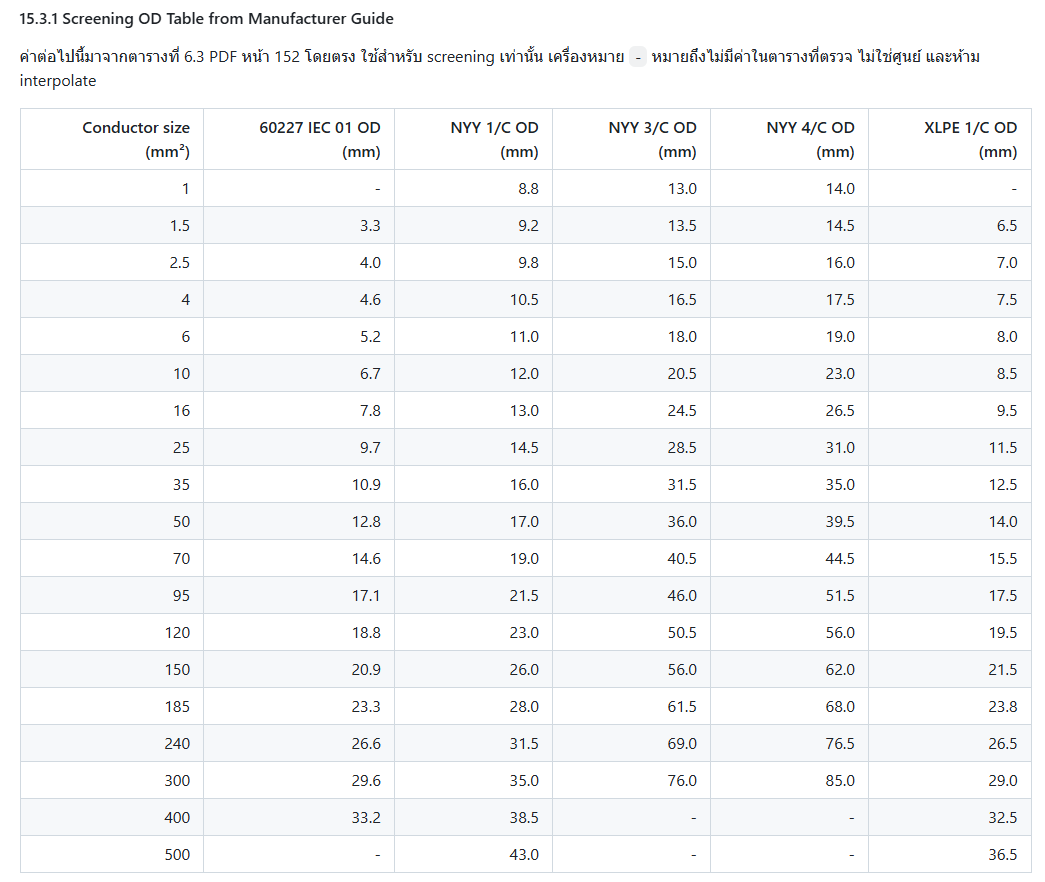 15.3.1 Screening OD Table from Manufacturer Guide
ค่าต่อไปนี้มาจากตารางที่ 6.3 PDF หน้า 152 โดยตรง ใช้สำหรับ screening เท่านั้น เครื่องหมาย - หมายถึงไม่มีค่าในตารางที่ตรวจ ไม่ใช่ศูนย์ และห้าม
interpolate
Conductor size (mm²) 60227 IEC 01 OD (mm) NYY 1/C OD (mm) NYY 3/C OD (mm) NYY 4/C OD (mm) XLPE 1/C OD (mm)
1 - 8.8 13.0 14.0 -
1.5 3.3 9.2 13.5 14.5 6.5
2.5 4.0 9.8 15.0 16.0 7.0
4 4.6 10.5 16.5 17.5 7.5
6 5.2 11.0 18.0 19.0 8.0
10 6.7 12.0 20.5 23.0 8.5
16 7.8 13.0 24.5 26.5 9.5
25 9.7 14.5 28.5 31.0 11.5
35 10.9 16.0 31.5 35.0 12.5
50 12.8 17.0 36.0 39.5 14.0
70 14.6 19.0 40.5 44.5 15.5
95 17.1 21.5 46.0 51.5 17.5
120 18.8 23.0 50.5 56.0 19.5
150 20.9 26.0 56.0 62.0 21.5
185 23.3 28.0 61.5 68.0 23.8
240 26.6 31.5 69.0 76.5 26.5
300 29.6 35.0 76.0 85.0 29.0
400 33.2 38.5 - - 32.5
500 - 43.0 - - 36.5